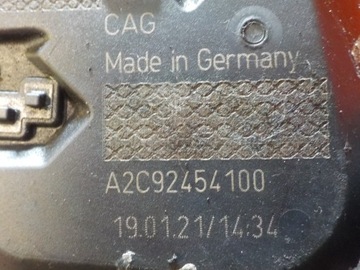 CAG
Made in Germany
A2C92454100
19.01.21/14:34